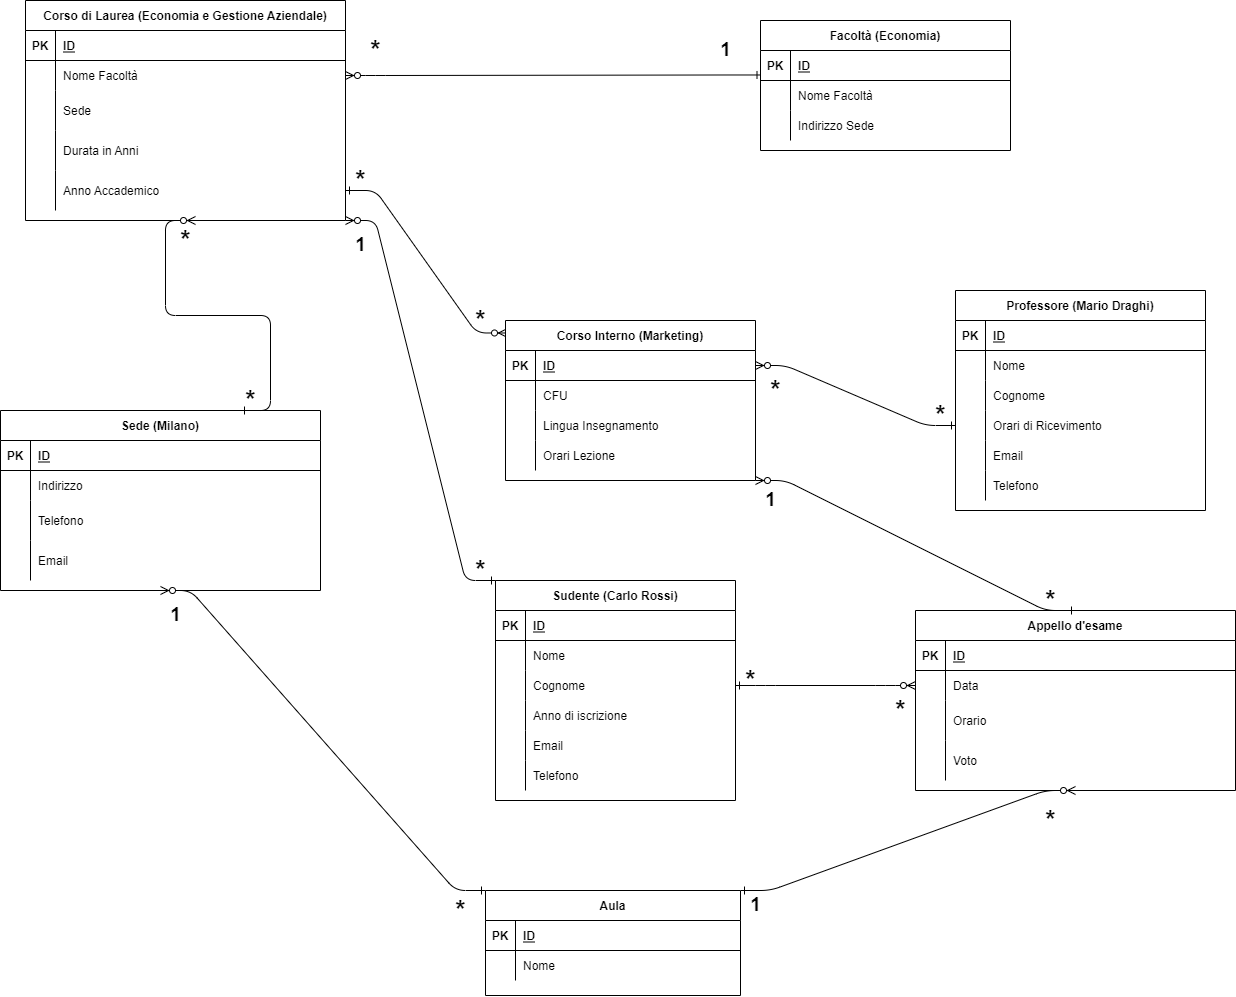 Corso di Laurea (Economia e Gestione Aziendale)
PK ID
Nome Facoltà
Sede
Durata in Anni
Anno Accademico
* 1
Facoltà (Economia)
PK ID
Nome Facoltà
Indirizzo Sede
*
1
*
*
*
Corso Interno (Marketing)
PK ID
CFU
Lingua Insegnamento
Orari Lezione
*
*
1
Professore (Mario Draghi)
PK ID
Nome
Cognome
Orari di Ricevimento
Email
Telefono
Sede (Milano)
PK ID
Indirizzo
Telefono
Email
1
*
Sudente (Carlo Rossi)
PK ID
Nome
Cognome
Anno di iscrizione
Email
Telefono
*
*
*
Appello d'esame
PK ID
Data
Orario
Voto
*
* 1
Aula
PK ID
Nome